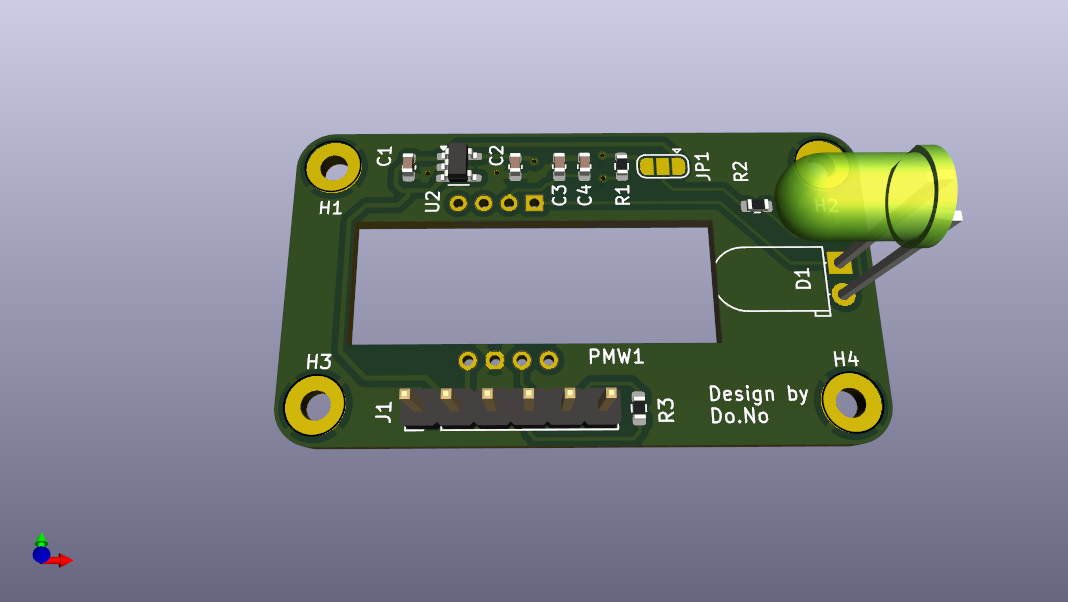 C1
C2
JP1
R2
U2
C3
C4
R1
H1
H2
D1
H3
PMW1
H4
J1
R3
Design by
Do.No